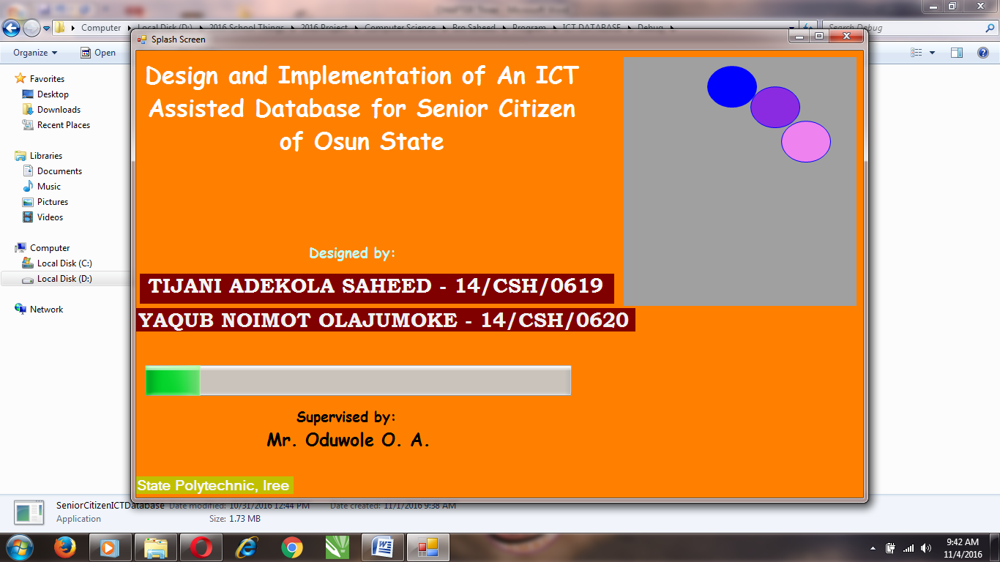 Computer
Local Disk (D:)
2016 School Things
2016 Project
Computer Science
Bro Saheed
Program
ICT DATABASE
Debug
Search Debug
Splash Screen
Organize
Open
Favorites
Desktop
Downloads
Recent Places
Libraries
Documents
Music
Pictures
Videos
Computer
Local Disk (C:)
Local Disk (D:)
Network
Design and Implementation of An ICT
Assisted Database for Senior Citizen
of Osun State
Designed by:
TIJANI ADEKOLA SAHEED - 14/CSH/0619
YAQUB NOIMOT OLAJUMOKE - 14/CSH/0620
Supervised by:
Mr. Oduwole O. A.
State Polytechnic, Iree
SeniorCitizenICTDatabase Date modified: 10/31/2016 12:44 PM Date created: 11/1/2016 9:38 AM
Application Size: 1.73 MB
9:42 AM
11/4/2016